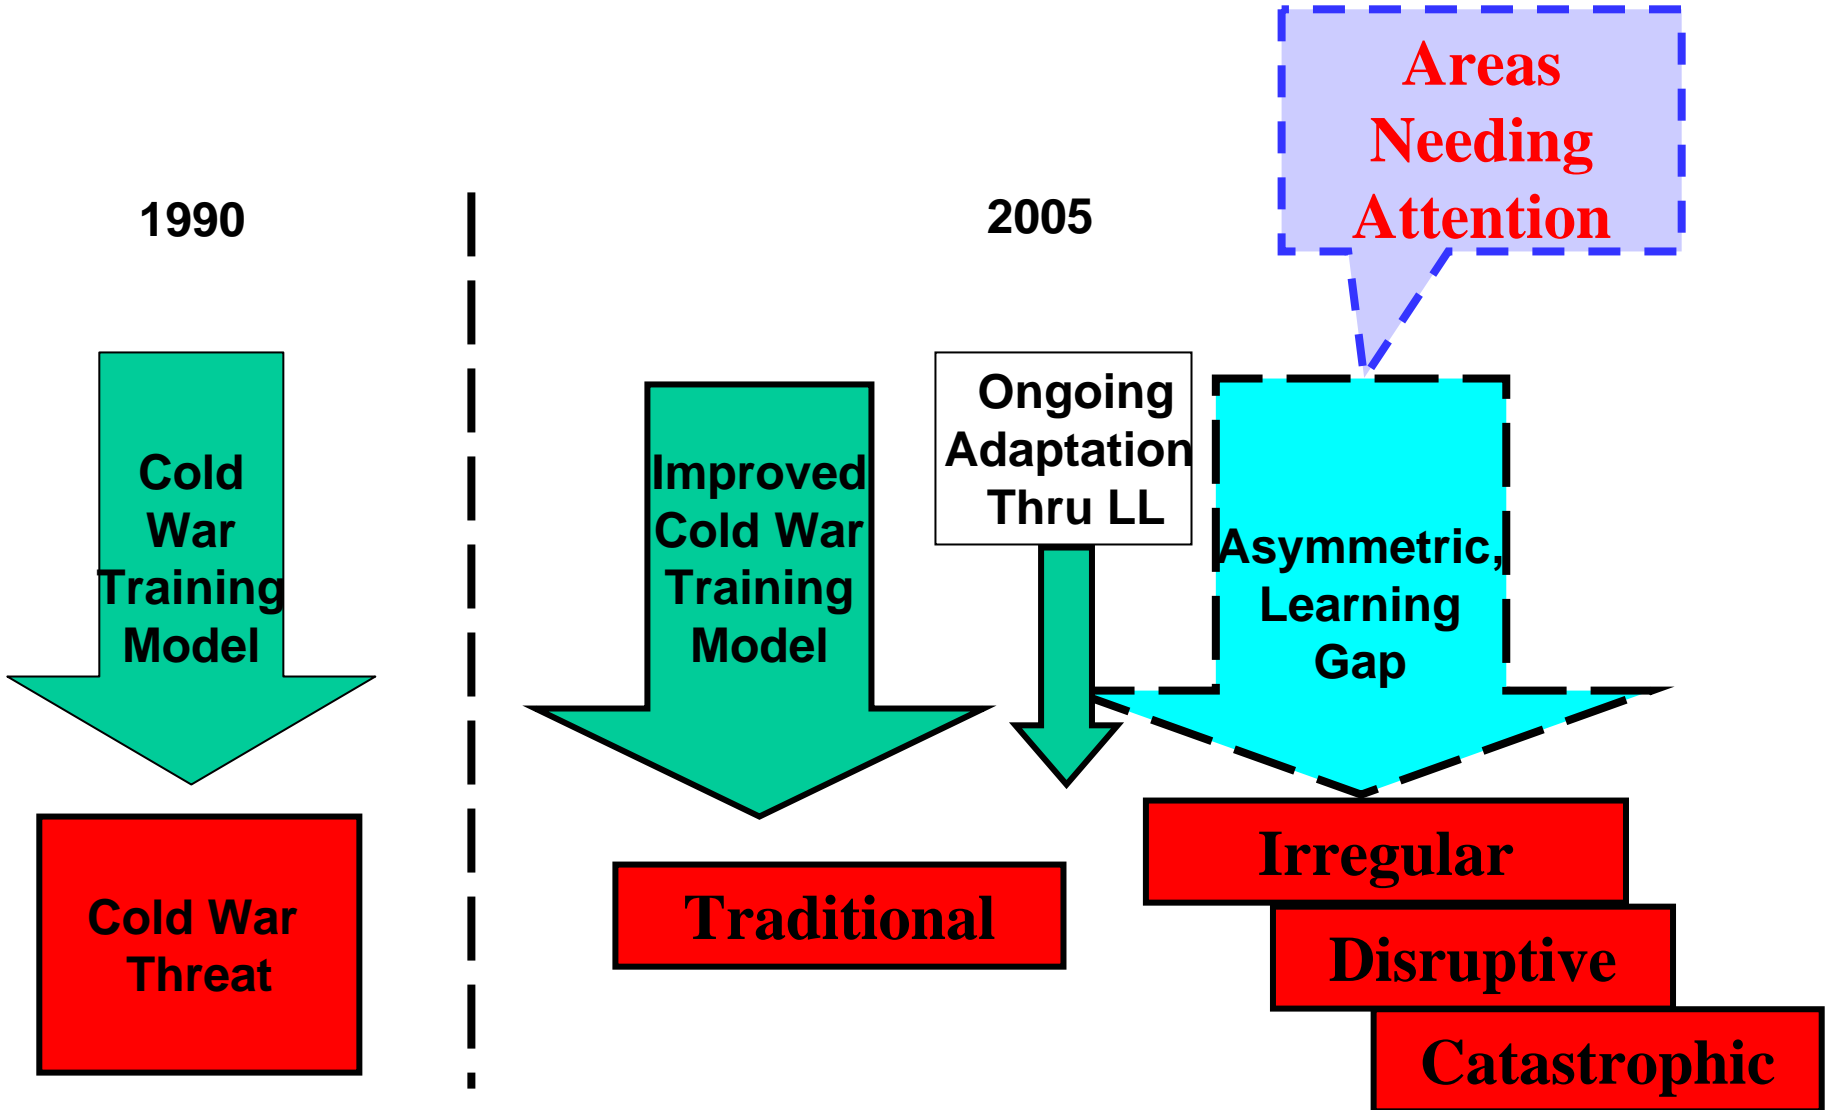 1990
Cold
War
Training
Model
Cold War
Threat
2005
Improved
Cold War
Training
Model
Traditional
Ongoing
Adaptation
Thru LL
Areas
Needing
Attention
Asymmetric,
Learning
Gap
Irregular
Disruptive
Catastrophic